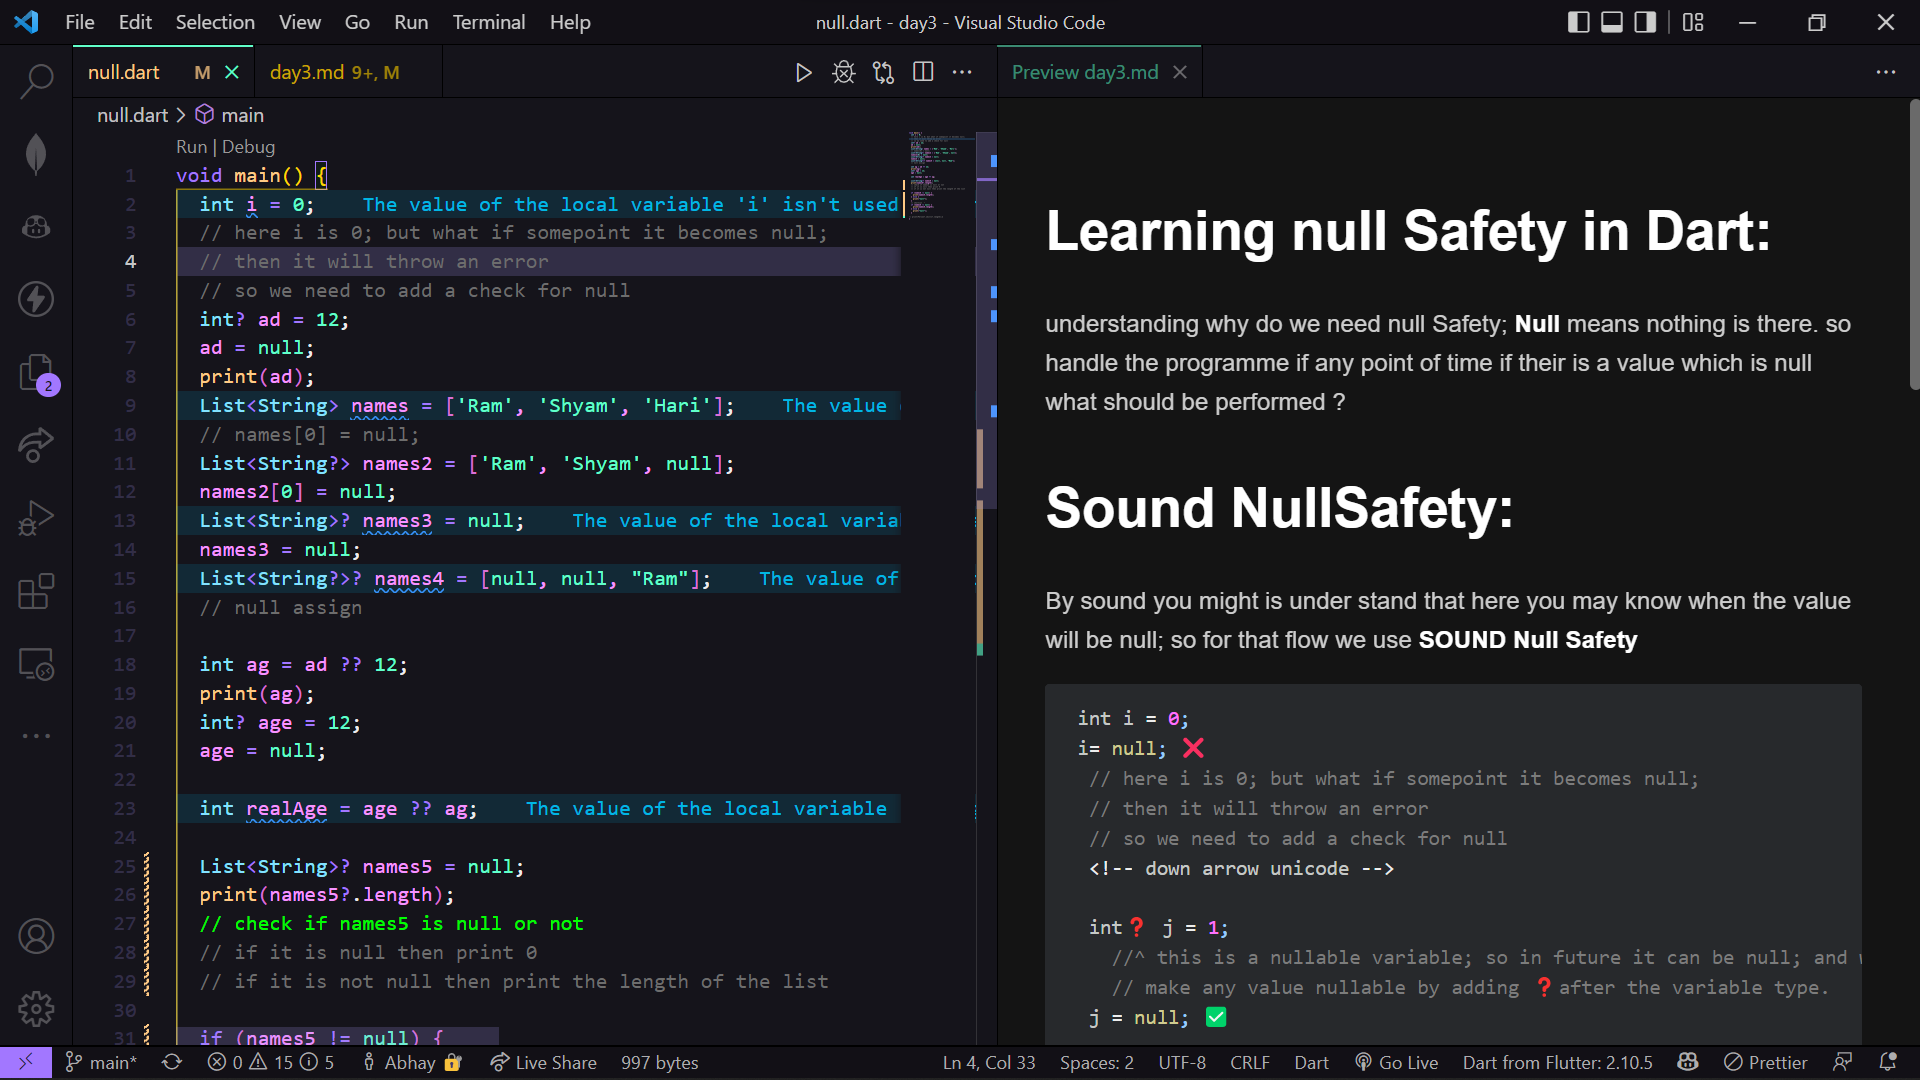 File Edit Selection View Go Run Terminal Help
null.dart - day3 - Visual Studio Code
null.dart M
day3.md 9+, M
Preview day3.md
null.dart > main
Run | Debug
1 void main() {
2 int i = 0; The value of the local variable 'i' isn't used
3 // here i is 0; but what if somepoint it becomes null;
4 // then it will throw an error
5 // so we need to add a check for null
6 int? ad = 12;
7 ad = null;
8 print(ad);
9 List<String> names = ['Ram', 'Shyam', 'Hari']; The value
10 // names[0] = null;
11 List<String?> names2 = ['Ram', 'Shyam', null];
12 names2[0] = null;
13 List<String>? names3 = null; The value of the local varia
14 names3 = null;
15 List<String?>? names4 = [null, null, "Ram"]; The value of
16 // null assign
17
18 int ag = ad ?? 12;
19 print(ag);
20 int? age = 12;
21 age = null;
22
23 int realAge = age ?? ag; The value of the local variable
24
25 List<String>? names5 = null;
26 print(names5?.length);
27 // check if names5 is null or not
28 // if it is null then print 0
29 // if it is not null then print the length of the list
30
31 if (names5 != null) {
2
Learning null Safety in Dart:
understanding why do we need null Safety; Null means nothing is there. so
handle the programme if any point of time if their is a value which is null
what should be performed ?
Sound NullSafety:
By sound you might is under stand that here you may know when the value
will be null; so for that flow we use SOUND Null Safety
int i = 0;
i= null; ❌
// here i is 0; but what if somepoint it becomes null;
// then it will throw an error
// so we need to add a check for null
<!-- down arrow unicode -->
int❓ j = 1;
//^ this is a nullable variable; so in future it can be null; and
// make any value nullable by adding ❓after the variable type.
j = null; ✅
main* 0 15 5 Abhay 🔐 Live Share 997 bytes Ln 4, Col 33 Spaces: 2 UTF-8 CRLF Dart Go Live Dart from Flutter: 2.10.5 Prettier